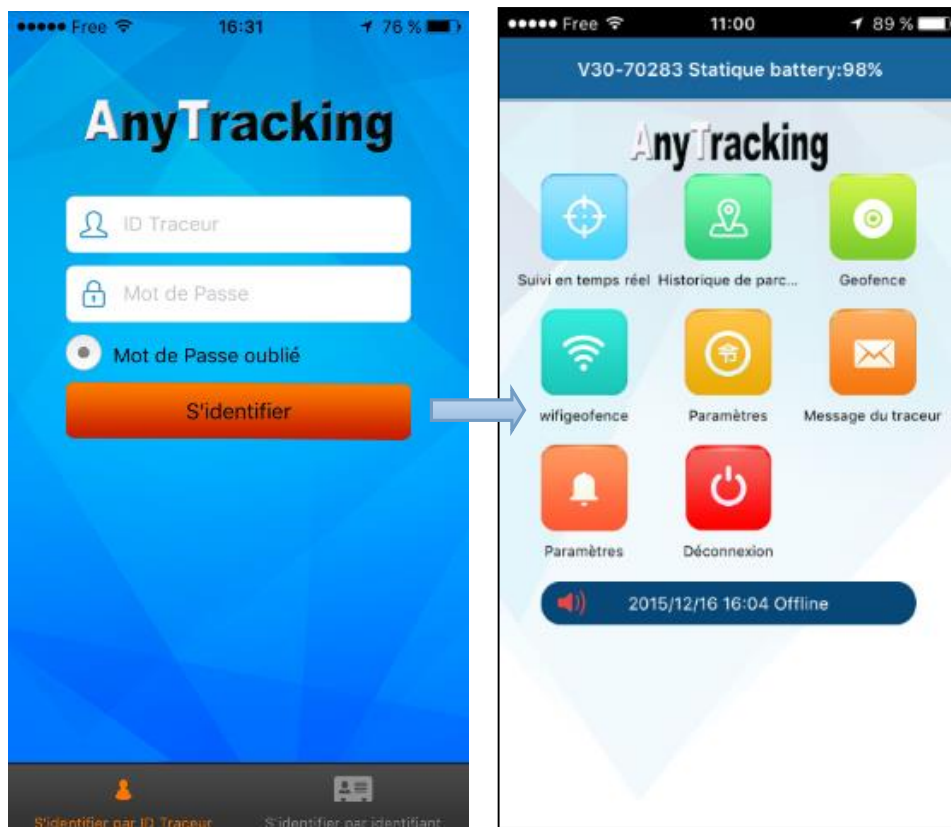 Free 16:31 76 %
AnyTracking
ID Traceur
Mot de Passe
Mot de Passe oublié
S'identifier
S'identifier par ID Traceur S'identifier par identifiant
Free 11:00 89 %
V30-70283 Statique battery:98%
AnyTracking
Suivi en temps réel Historique de parc... Geofence
命
wifigeofence Paramètres Message du traceur
Paramètres Déconnexion
2015/12/16 16:04 Offline